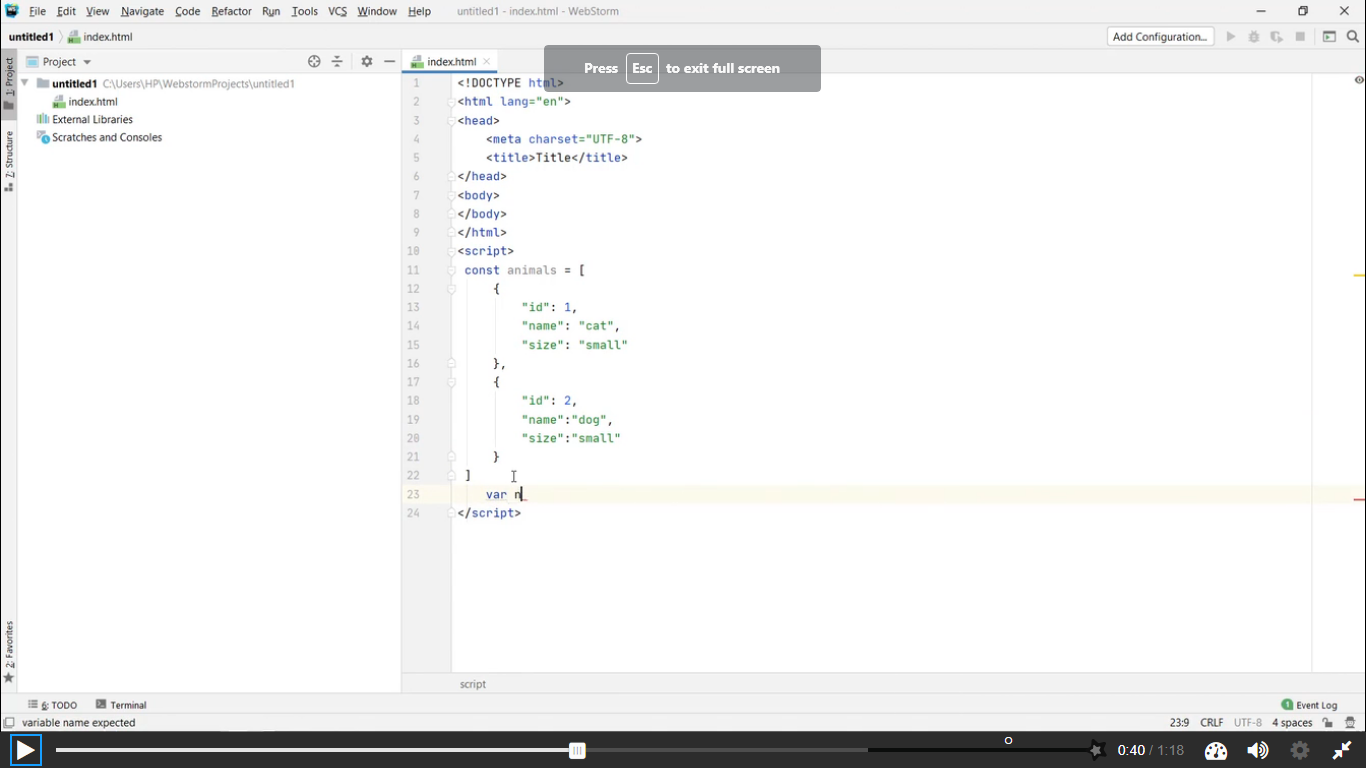 File Edit View Navigate Code Refactor Run Tools VCS Window Help untitled1 - index.html - WebStorm
untitled1 index.html Add Configuration...
1: Project
Project
index.html
Press Esc to exit full screen
untitled1 C:\Users\HP\WebstormProjects\untitled1
index.html
External Libraries
Scratches and Consoles
Z: Structure
2: Favorites
1 <!DOCTYPE html>
2 <html lang="en">
3 <head>
4 <meta charset="UTF-8">
5 <title>Title</title>
6 </head>
7 <body>
8 </body>
9 </html>
10 <script>
11 const animals = [
12 {
13 "id": 1,
14 "name": "cat",
15 "size": "small"
16 },
17 {
18 "id": 2,
19 "name":"dog",
20 "size":"small"
21 }
22 ]
23 var n
24 </script>
script
6: TODO Terminal 1 Event Log
variable name expected 23:9 CRLF UTF-8 4 spaces
0:40 / 1:18